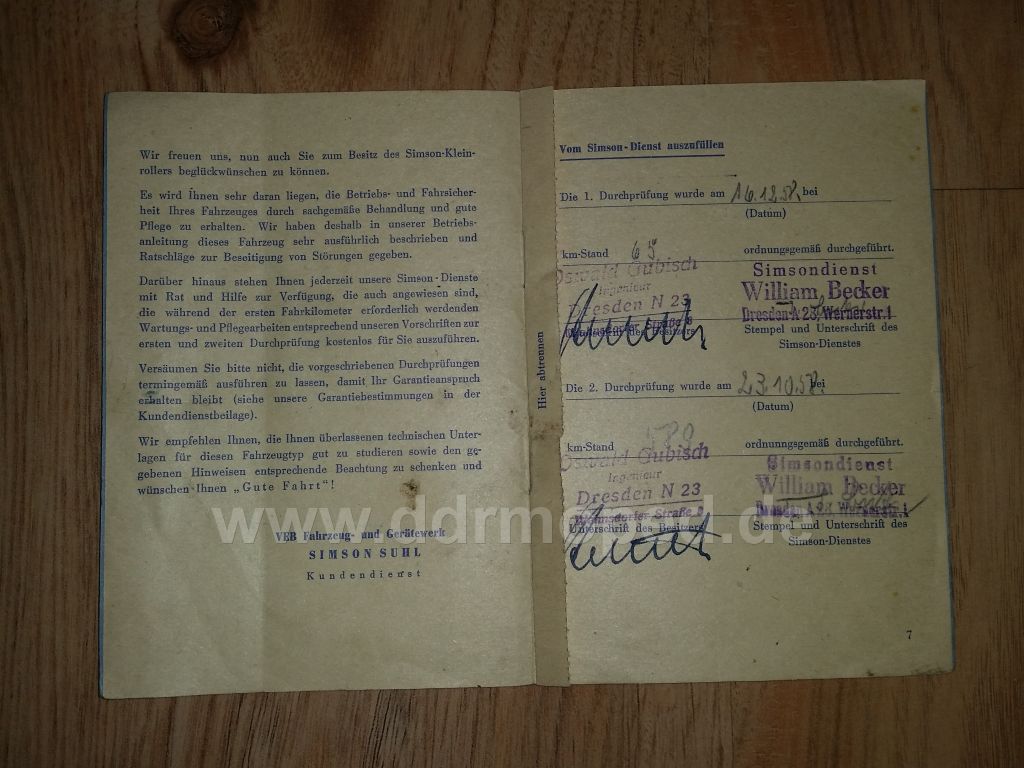 Wir freuen uns, nun auch Sie zum Besitz des Simson-Klein-
rollers beglückwünschen zu können.
Es wird Ihnen sehr daran liegen, die Betriebs- und Fahrsicher-
heit Ihres Fahrzeuges durch sachgemäße Behandlung und gute
Pflege zu erhalten. Wir haben deshalb in unserer Betriebs-
anleitung dieses Fahrzeug sehr ausführlich beschrieben und
Ratschläge zur Beseitigung von Störungen gegeben.
Darüber hinaus stehen Ihnen jederzeit unsere Simson-Dienste
mit Rat und Hilfe zur Verfügung, die auch angewiesen sind,
die während der ersten Fahrkilometer erforderlich werdenden
Wartungs- und Pflegearbeiten entsprechend unseren Vorschriften zur
ersten und zweiten Durchprüfung kostenlos für Sie auszuführen.
Versäumen Sie bitte nicht, die vorgeschriebenen Durchprüfungen
termingemäß ausführen zu lassen, damit Ihr Garantieanspruch
erhalten bleibt (siehe unsere Garantiebestimmungen in der
Kundendienstbeilage).
Wir empfehlen Ihnen, die Ihnen überlassenen technischen Unter-
lagen für diesen Fahrzeugtyp gut zu studieren sowie den ge-
gebenen Hinweisen entsprechende Beachtung zu schenken und
wünschen Ihnen „Gute Fahrt"!
VEB Fahrzeug- und Gerätewerk
SIMSON SUHL
Kundendienst
Hier abtrennen
Vom Simson-Dienst auszufüllen
Die 1. Durchprüfung wurde am 16.12.58. bei
(Datum)
km-Stand 65 ordnungsgemäß durchgeführt.
Oswald Gubisch
Ingenieur
Dresden N 23
Simsondienst
William Becker
Dresden-A 23, Wernerstr. 1
Unterschrift des Besitzers
Stempel und Unterschrift des
Simson-Dienstes
Die 2. Durchprüfung wurde am 23.10.58. bei
(Datum)
km-Stand 580 ordnunngsgemäß durchgeführt.
Oswald Gubisch
Ingenieur
Dresden N 23
Simsondienst
William Becker
Unterschrift des Besitzers
Stempel und Unterschrift des
Simson-Dienstes
7